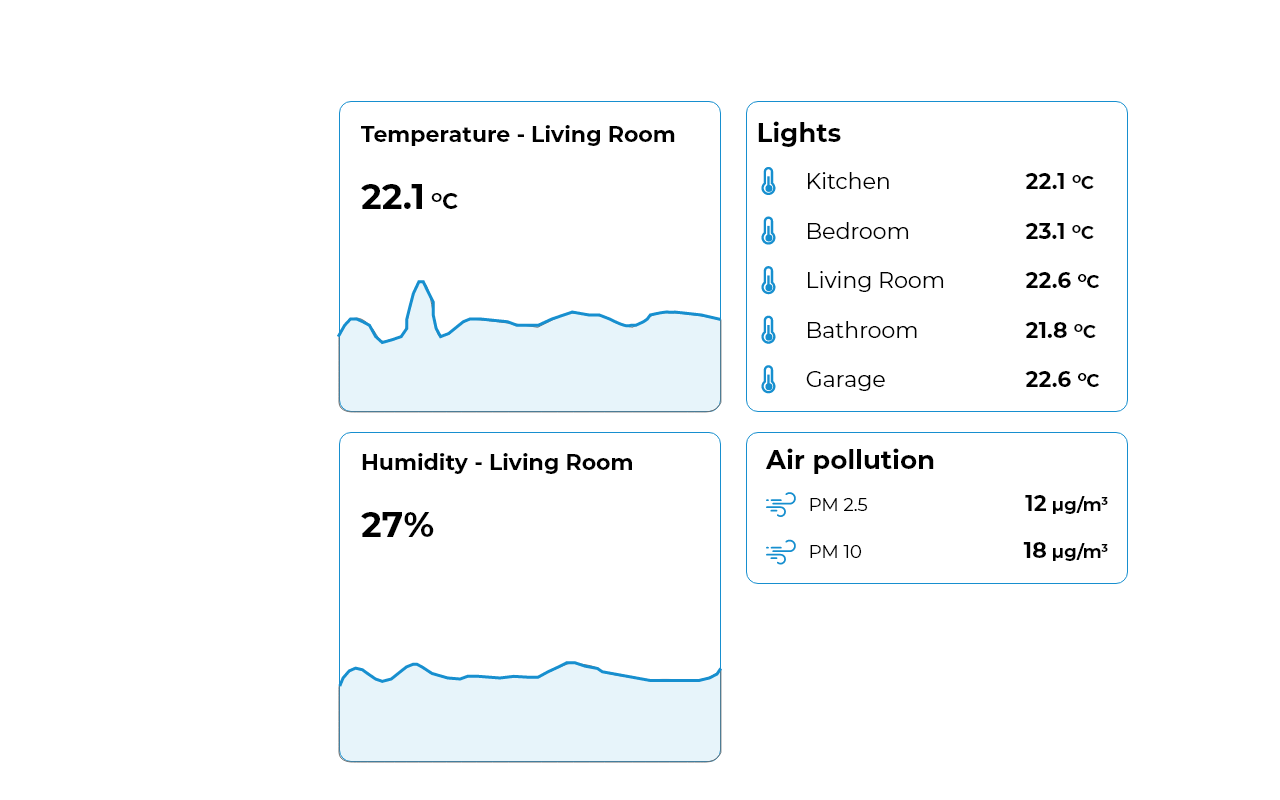 Temperature - Living Room
22.1 ºC
Lights
Kitchen 22.1 ºC
Bedroom 23.1 ºC
Living Room 22.6 ºC
Bathroom 21.8 ºC
Garage 22.6 ºC
Humidity - Living Room
27%
Air pollution
PM 2.5 12 µg/m³
PM 10 18 µg/m³